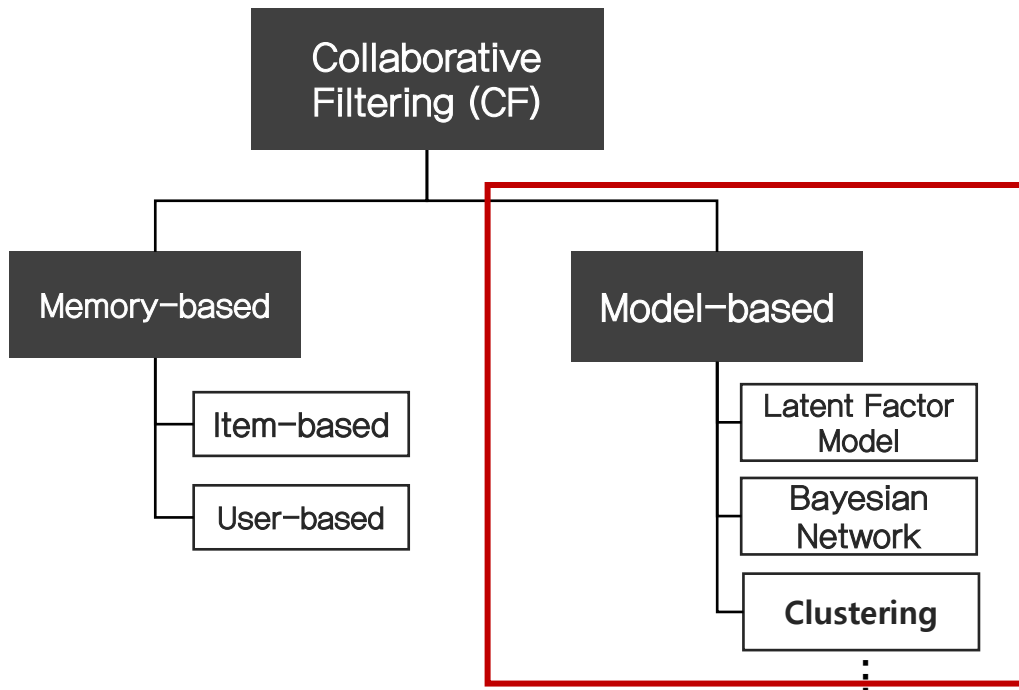 Collaborative
Filtering (CF)
Memory-based
Item-based
User-based
Model-based
Latent Factor
Model
Bayesian
Network
Clustering